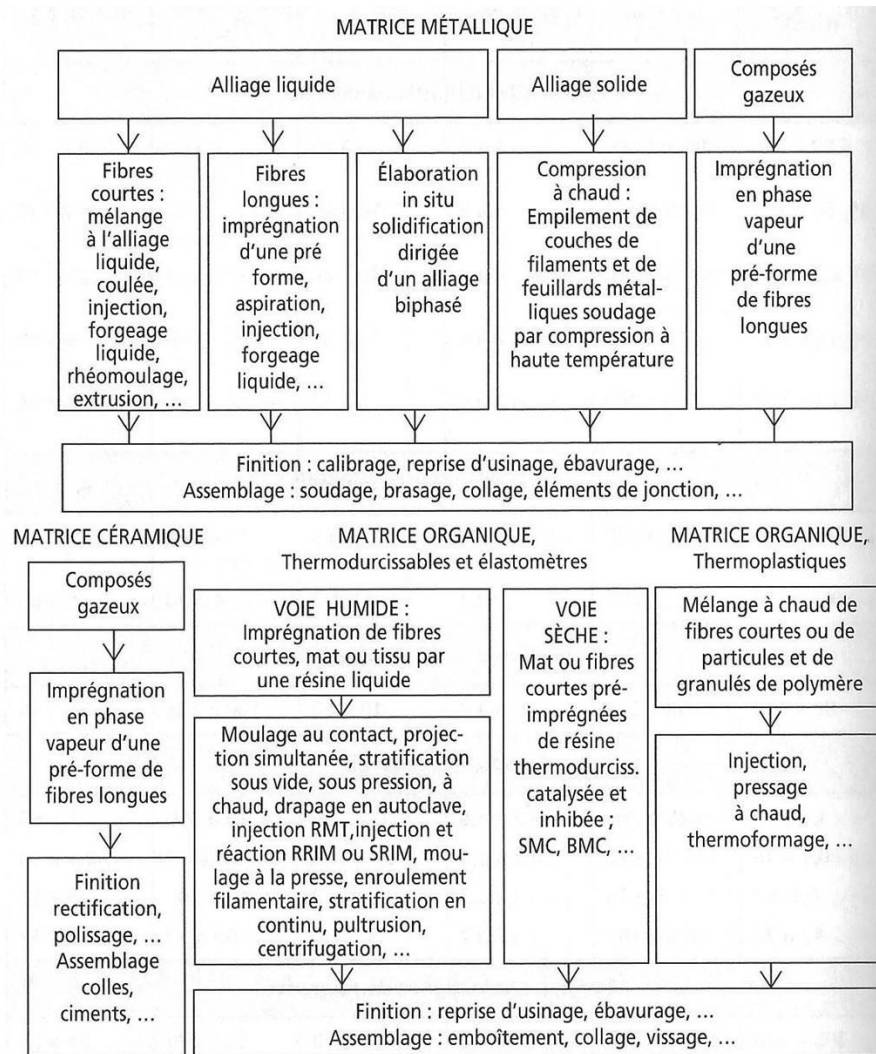 MATRICE MÉTALLIQUE
Alliage liquide
Alliage solide
Composés
gazeux
Fibres
courtes :
mélange
à l'alliage
liquide,
coulée,
injection,
forgeage
liquide,
rhéomoulage,
extrusion, ...
Fibres
longues :
imprégnation
d'une pré
forme,
aspiration,
injection,
forgeage
liquide, ...
Élaboration
in situ
solidification
dirigée
d'un alliage
biphasé
Compression
à chaud :
Empilement de
couches de
filaments et de
feuillards métal-
liques soudage
par compression à
haute température
Imprégnation
en phase
vapeur
d'une
pré-forme
de fibres
longues
Finition : calibrage, reprise d'usinage, ébavurage, ...
Assemblage : soudage, brasage, collage, éléments de jonction, ...
MATRICE CÉRAMIQUE
Composés
gazeux
Imprégnation
en phase
vapeur d'une
pré-forme de
fibres longues
Finition
rectification,
polissage, ...
Assemblage
colles,
ciments, ...
MATRICE ORGANIQUE,
Thermodurcissables et élastomètres
VOIE HUMIDE :
Imprégnation de fibres
courtes, mat ou tissu par
une résine liquide
Moulage au contact, projec-
tion simultanée, stratification
sous vide, sous pression, à
chaud, drapage en autoclave,
injection RMT,injection et
réaction RRIM ou SRIM, mou-
lage à la presse, enroulement
filamentaire, stratification en
continu, pultrusion,
centrifugation, ...
VOIE
SÈCHE :
Mat ou fibres
courtes pré-
imprégnées
de résine
thermodurciss.
catalysée et
inhibée ;
SMC, BMC, ...
MATRICE ORGANIQUE,
Thermoplastiques
Mélange à chaud de
fibres courtes ou de
particules et de
granulés de polymère
Injection,
pressage
à chaud,
thermoformage, ...
Finition : reprise d'usinage, ébavurage, ...
Assemblage : emboîtement, collage, vissage, ...